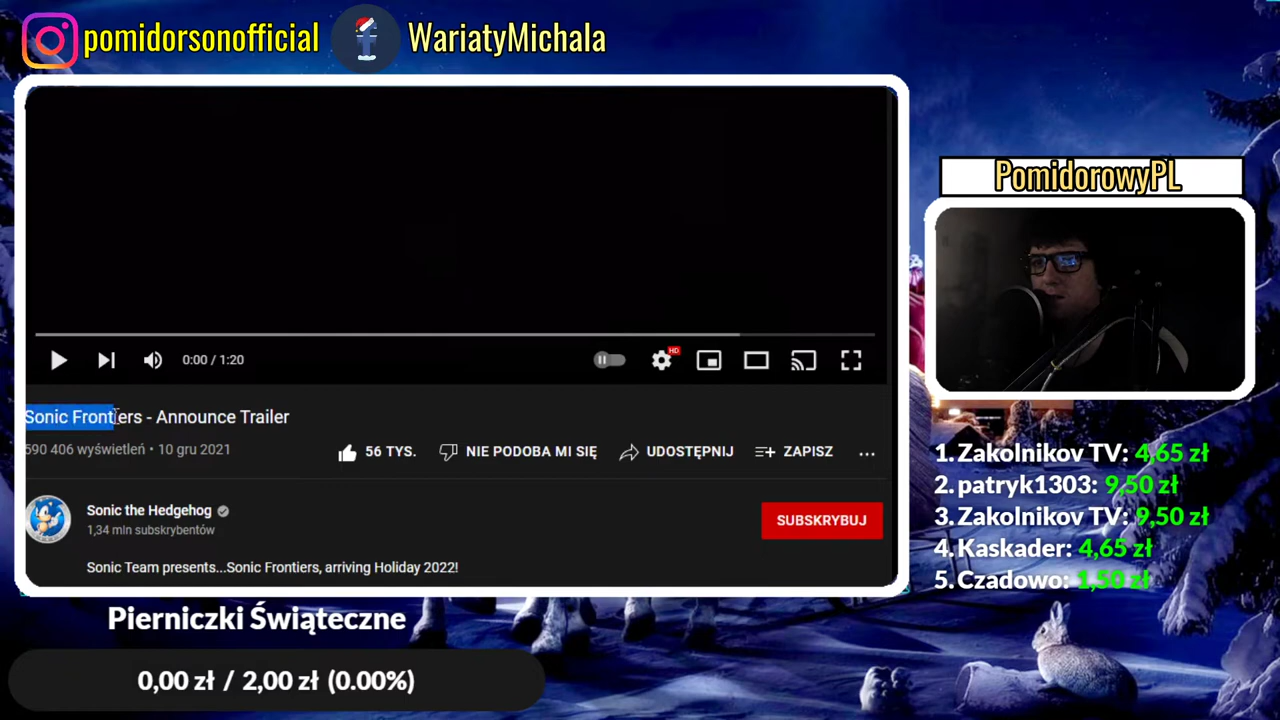 pomidorsonofficial WariatyMichala
HD
0:00 / 1:20
Sonic Frontiers - Announce Trailer
590 406 wyświetleń • 10 gru 2021
56 TYS. NIE PODOBA MI SIĘ UDOSTĘPNIJ ZAPISZ
Sonic the Hedgehog
1,34 mln subskrybentów
SUBSKRYBUJ
Sonic Team presents...Sonic Frontiers, arriving Holiday 2022!
PomidorowyPL
1. Zakolnikov TV: 4,65 zł
2. patryk1303: 9,50 zł
3. Zakolnikov TV: 9,50 zł
4. Kaskader: 4,65 zł
5. Czadowo: 1,50 zł
Pierniczki Świąteczne
0,00 zł / 2,00 zł (0.00%)